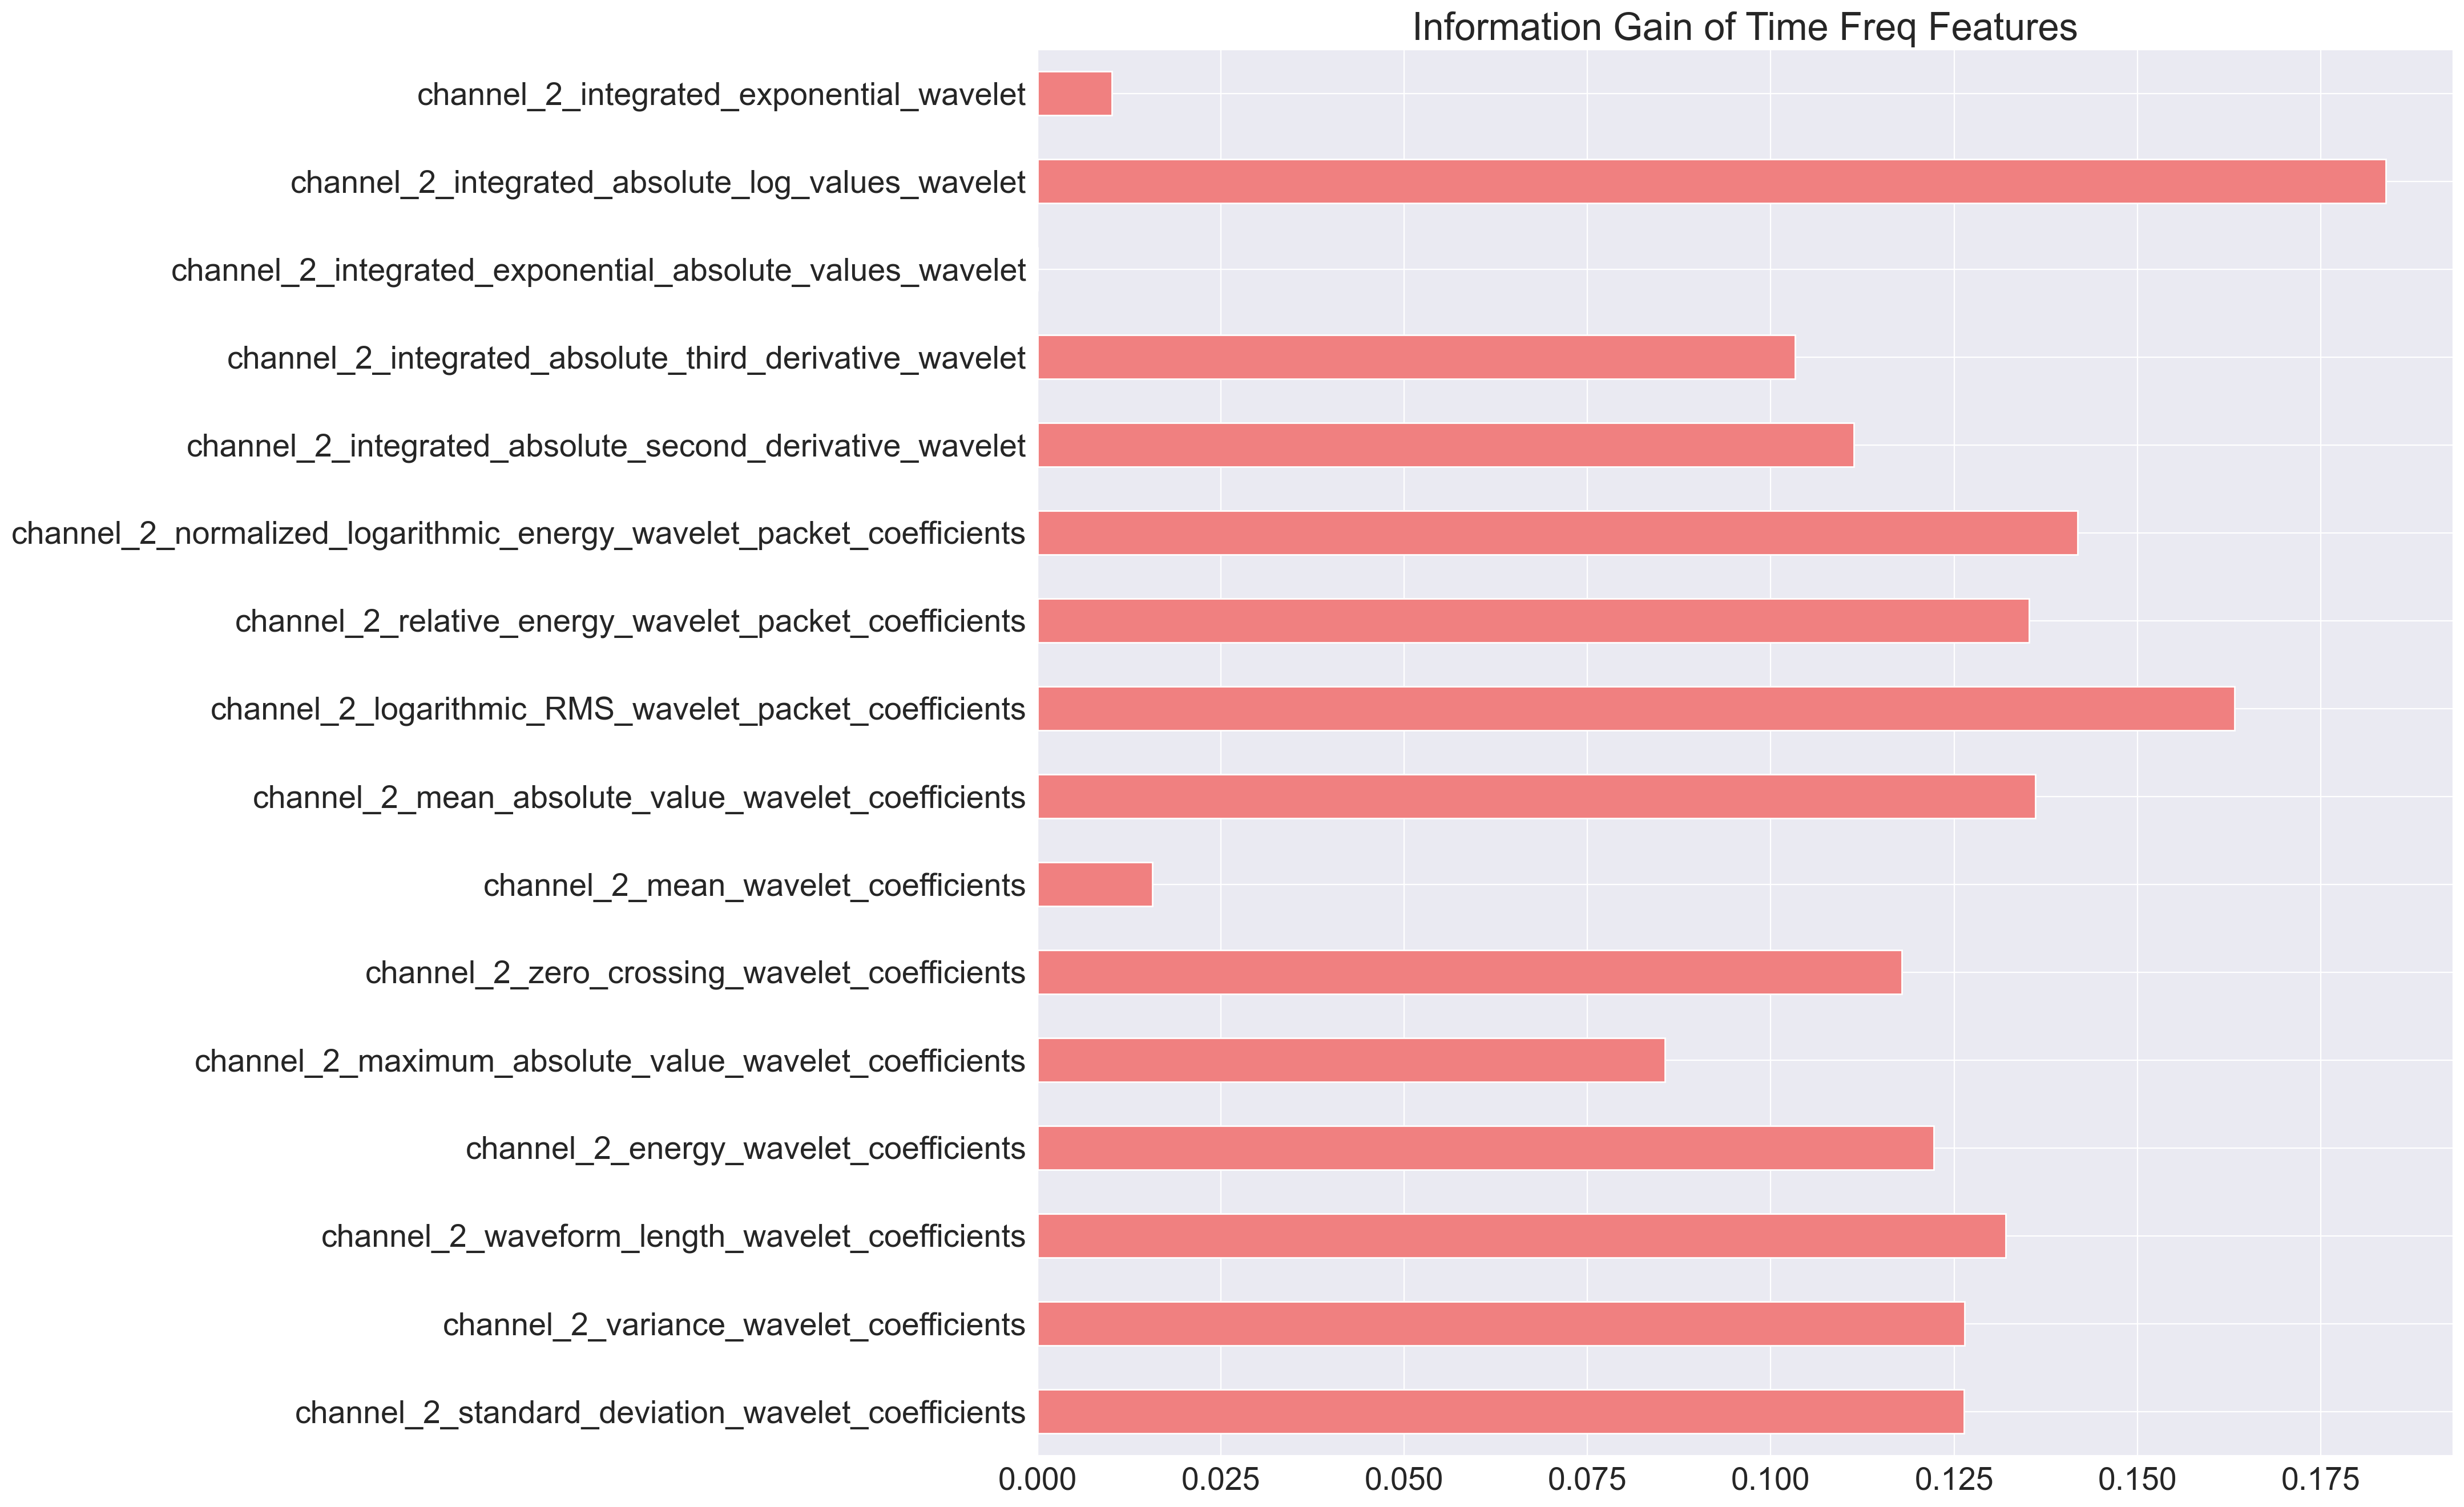 Information Gain of Time Freq Features
channel_2_integrated_exponential_wavelet
channel_2_integrated_absolute_log_values_wavelet
channel_2_integrated_exponential_absolute_values_wavelet
channel_2_integrated_absolute_third_derivative_wavelet
channel_2_integrated_absolute_second_derivative_wavelet
channel_2_normalized_logarithmic_energy_wavelet_packet_coefficients
channel_2_relative_energy_wavelet_packet_coefficients
channel_2_logarithmic_RMS_wavelet_packet_coefficients
channel_2_mean_absolute_value_wavelet_coefficients
channel_2_mean_wavelet_coefficients
channel_2_zero_crossing_wavelet_coefficients
channel_2_maximum_absolute_value_wavelet_coefficients
channel_2_energy_wavelet_coefficients
channel_2_waveform_length_wavelet_coefficients
channel_2_variance_wavelet_coefficients
channel_2_standard_deviation_wavelet_coefficients
0.000 0.025 0.050 0.075 0.100 0.125 0.150 0.175